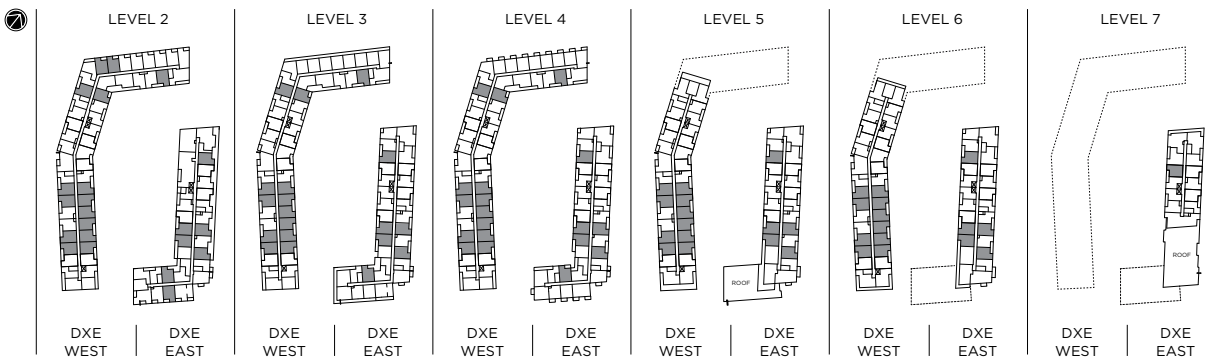 LEVEL 2
LEVEL 3
LEVEL 4
LEVEL 5
LEVEL 6
LEVEL 7
ROOF
ROOF
DXE
WEST
DXE
EAST
DXE
WEST
DXE
EAST
DXE
WEST
DXE
EAST
DXE
WEST
DXE
EAST
DXE
WEST
DXE
EAST
DXE
WEST
DXE
EAST